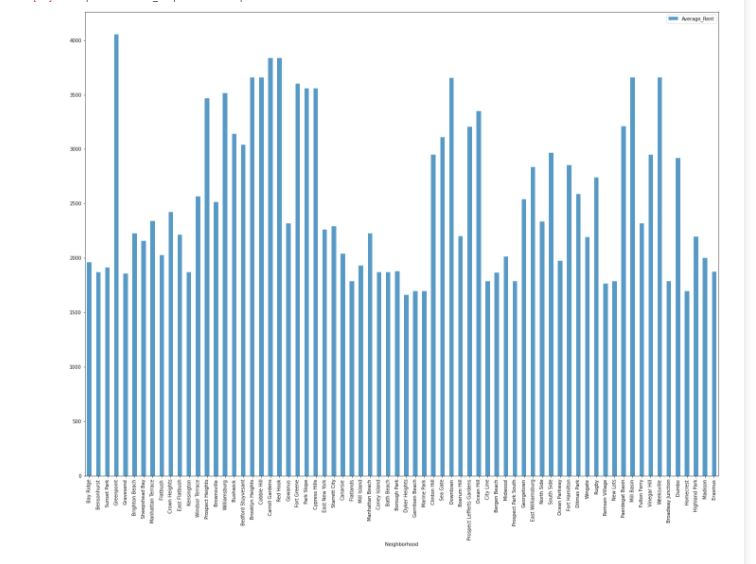 Average_Rent
4000
3500
3000
2500
2000
1500
1000
500
0
Bay Ridge
Bensonhurst
Sunset Park
Greenpoint
Gravesend
Brighton Beach
Sheepshead Bay
Manhattan Terrace
Flatbush
Crown Heights
East Flatbush
Kensington
Windsor Terrace
Prospect Heights
Brownsville
Williamsburg
Bushwick
Bedford Stuyvesant
Brooklyn Heights
Cobble Hill
Carroll Gardens
Red Hook
Gowanus
Fort Greene
Park Slope
Cypress Hills
East New York
Starrett City
Canarsie
Flatlands
Mill Island
Manhattan Beach
Coney Island
Bath Beach
Borough Park
Dyker Heights
Gerritsen Beach
Marine Park
Clinton Hill
Sea Gate
Downtown
Boerum Hill
Prospect Lefferts Gardens
Ocean Hill
City Line
Bergen Beach
Midwood
Prospect Park South
Georgetown
East Williamsburg
North Side
South Side
Ocean Parkway
Fort Hamilton
Ditmas Park
Wingate
Rugby
Remsen Village
New Lots
Paerdegat Basin
Mill Basin
Fulton Ferry
Vinegar Hill
Weeksville
Broadway Junction
Dumbo
Homecrest
Highland Park
Madison
Erasmus
Neighborhood